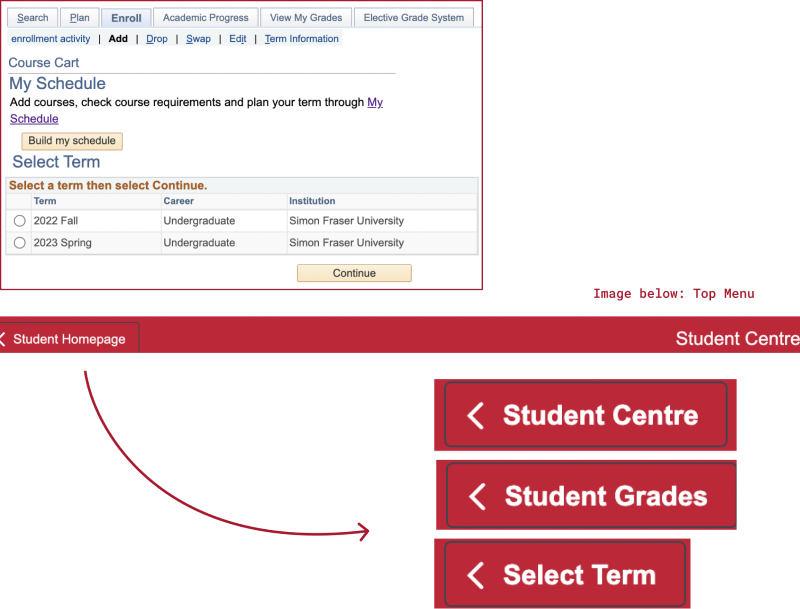 Search Plan Enroll Academic Progress View My Grades Elective Grade System
enrollment activity | Add | Drop | Swap | Edit | Term Information
Course Cart
My Schedule
Add courses, check course requirements and plan your term through My
Schedule
Build my schedule
Select Term
Select a term then select Continue.
Term Career Institution
2022 Fall Undergraduate Simon Fraser University
2023 Spring Undergraduate Simon Fraser University
Continue
Image below: Top Menu
Student Homepage Student Centre
Student Centre
Student Grades
Select Term